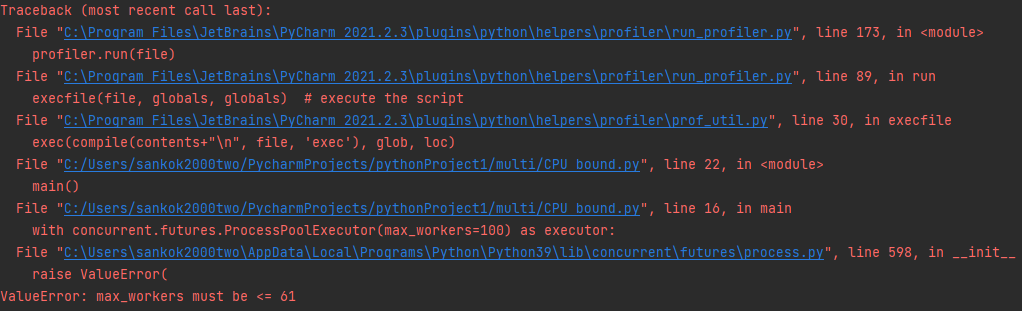 Traceback (most recent call last):
  File "C:\Program Files\JetBrains\PyCharm 2021.2.3\plugins\python\helpers\profiler\run_profiler.py", line 173, in <module>
    profiler.run(file)
  File "C:\Program Files\JetBrains\PyCharm 2021.2.3\plugins\python\helpers\profiler\run_profiler.py", line 89, in run
    execfile(file, globals, globals)  # execute the script
  File "C:\Program Files\JetBrains\PyCharm 2021.2.3\plugins\python\helpers\profiler\prof_util.py", line 30, in execfile
    exec(compile(contents+"\n", file, 'exec'), glob, loc)
  File "C:/Users/sankok2000two/PycharmProjects/pythonProject1/multi/CPU bound.py", line 22, in <module>
    main()
  File "C:/Users/sankok2000two/PycharmProjects/pythonProject1/multi/CPU bound.py", line 16, in main
    with concurrent.futures.ProcessPoolExecutor(max_workers=100) as executor:
  File "C:\Users\sankok2000two\AppData\Local\Programs\Python\Python39\lib\concurrent\futures\process.py", line 598, in __init__
    raise ValueError(
ValueError: max_workers must be <= 61